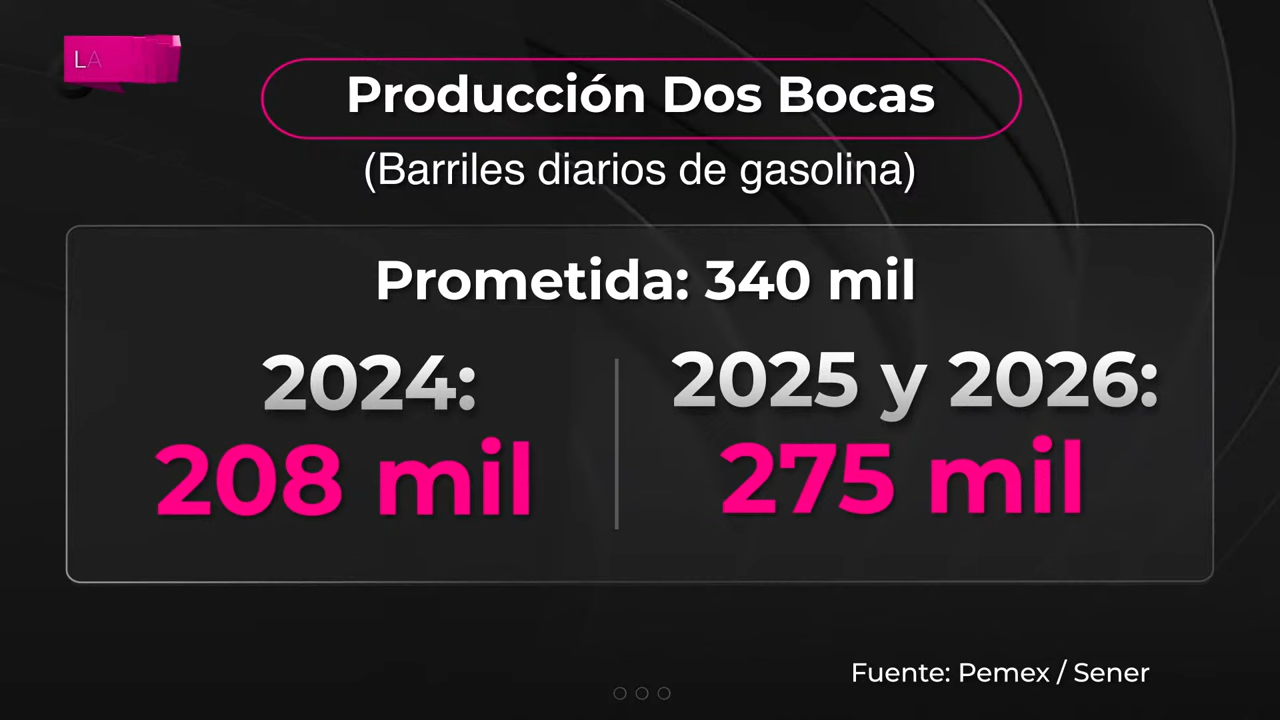 LA
Producción Dos Bocas
(Barriles diarios de gasolina)
Prometida: 340 mil
2024:
208 mil
2025 y 2026:
275 mil
Fuente: Pemex / Sener